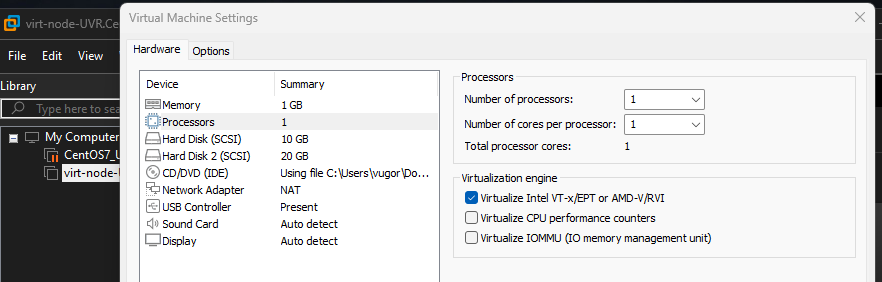 virt-node-UVR.Ce
Virtual Machine Settings
File Edit View
Hardware Options
Library
Type here to sea
My Computer
CentOS7_U
virt-node-U
Device Summary
Memory 1 GB
Processors 1
Hard Disk (SCSI) 10 GB
Hard Disk 2 (SCSI) 20 GB
CD/DVD (IDE) Using file C:\Users\vugor\Do...
Network Adapter NAT
USB Controller Present
Sound Card Auto detect
Display Auto detect
Processors
Number of processors: 1
Number of cores per processor: 1
Total processor cores: 1
Virtualization engine
Virtualize Intel VT-x/EPT or AMD-V/RVI
Virtualize CPU performance counters
Virtualize IOMMU (IO memory management unit)